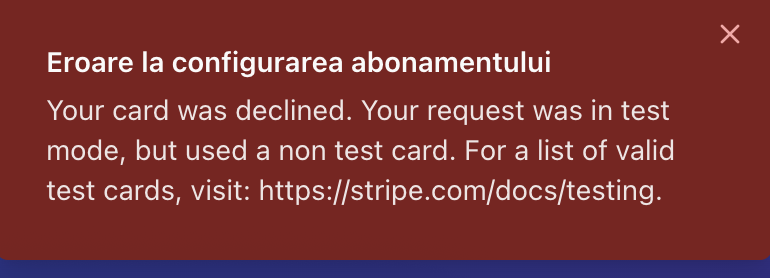 Eroare la configurarea abonamentului
Your card was declined. Your request was in test
mode, but used a non test card. For a list of valid
test cards, visit: https://stripe.com/docs/testing.